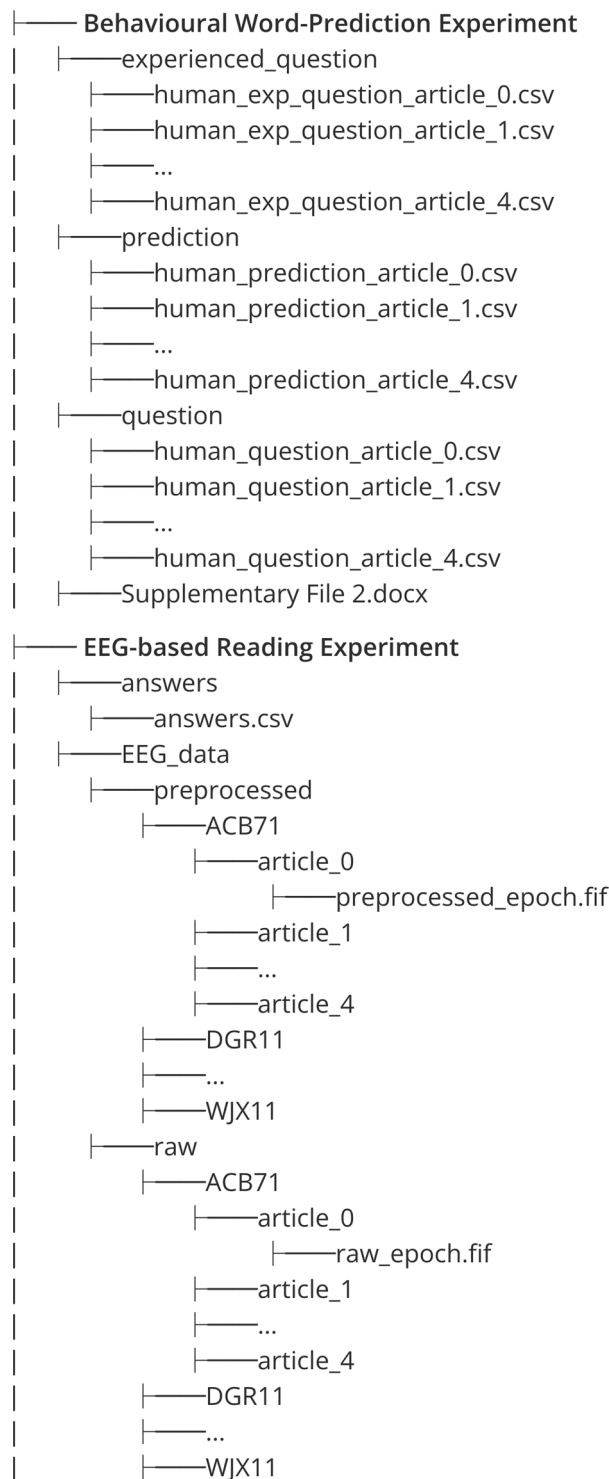 ├── Behavioural Word-Prediction Experiment
│ ├──experienced_question
│ ├──human_exp_question_article_0.csv
│ ├──human_exp_question_article_1.csv
│ ├──...
│ ├──human_exp_question_article_4.csv
│ ├──prediction
│ ├──human_prediction_article_0.csv
│ ├──human_prediction_article_1.csv
│ ├──...
│ ├──human_prediction_article_4.csv
│ ├──question
│ ├──human_question_article_0.csv
│ ├──human_question_article_1.csv
│ ├──...
│ ├──human_question_article_4.csv
│ ├──Supplementary File 2.docx
├── EEG-based Reading Experiment
│ ├──answers
│ ├──answers.csv
│ ├──EEG_data
│ ├──preprocessed
│ ├──ACB71
│ ├──article_0
│ ├──preprocessed_epoch.fif
│ ├──article_1
│ ├──...
│ ├──article_4
│ ├──DGR11
│ ├──...
│ ├──WJX11
│ ├──raw
│ ├──ACB71
│ ├──article_0
│ ├──raw_epoch.fif
│ ├──article_1
│ ├──...
│ ├──article_4
│ ├──DGR11
│ ├──...
│ ├──WJX11